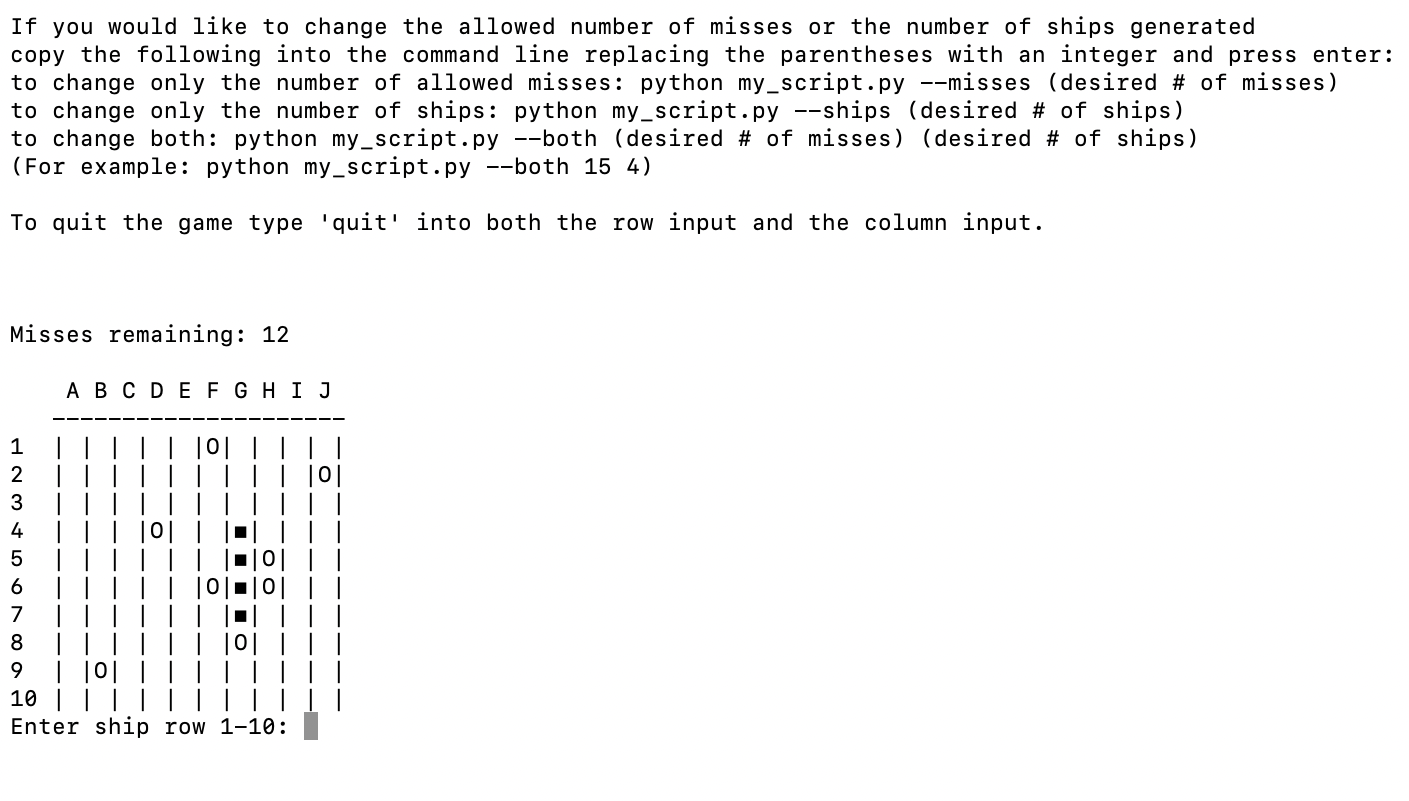 If you would like to change the allowed number of misses or the number of ships generated
copy the following into the command line replacing the parentheses with an integer and press enter:
to change only the number of allowed misses: python my_script.py --misses (desired # of misses)
to change only the number of ships: python my_script.py --ships (desired # of ships)
to change both: python my_script.py --both (desired # of misses) (desired # of ships)
(For example: python my_script.py --both 15 4)

To quit the game type 'quit' into both the row input and the column input.

Misses remaining: 12

    A B C D E F G H I J
   ---------------------
1  | | | | | |O| | | | |
2  | | | | | | | | | |O|
3  | | | | | | | | | | |
4  | | | |O| | |■| | | |
5  | | | | | | |■|O| | |
6  | | | | | |O|■|O| | |
7  | | | | | | |■| | | |
8  | | | | | | |O| | | |
9  | |O| | | | | | | | |
10 | | | | | | | | | | |
Enter ship row 1-10: